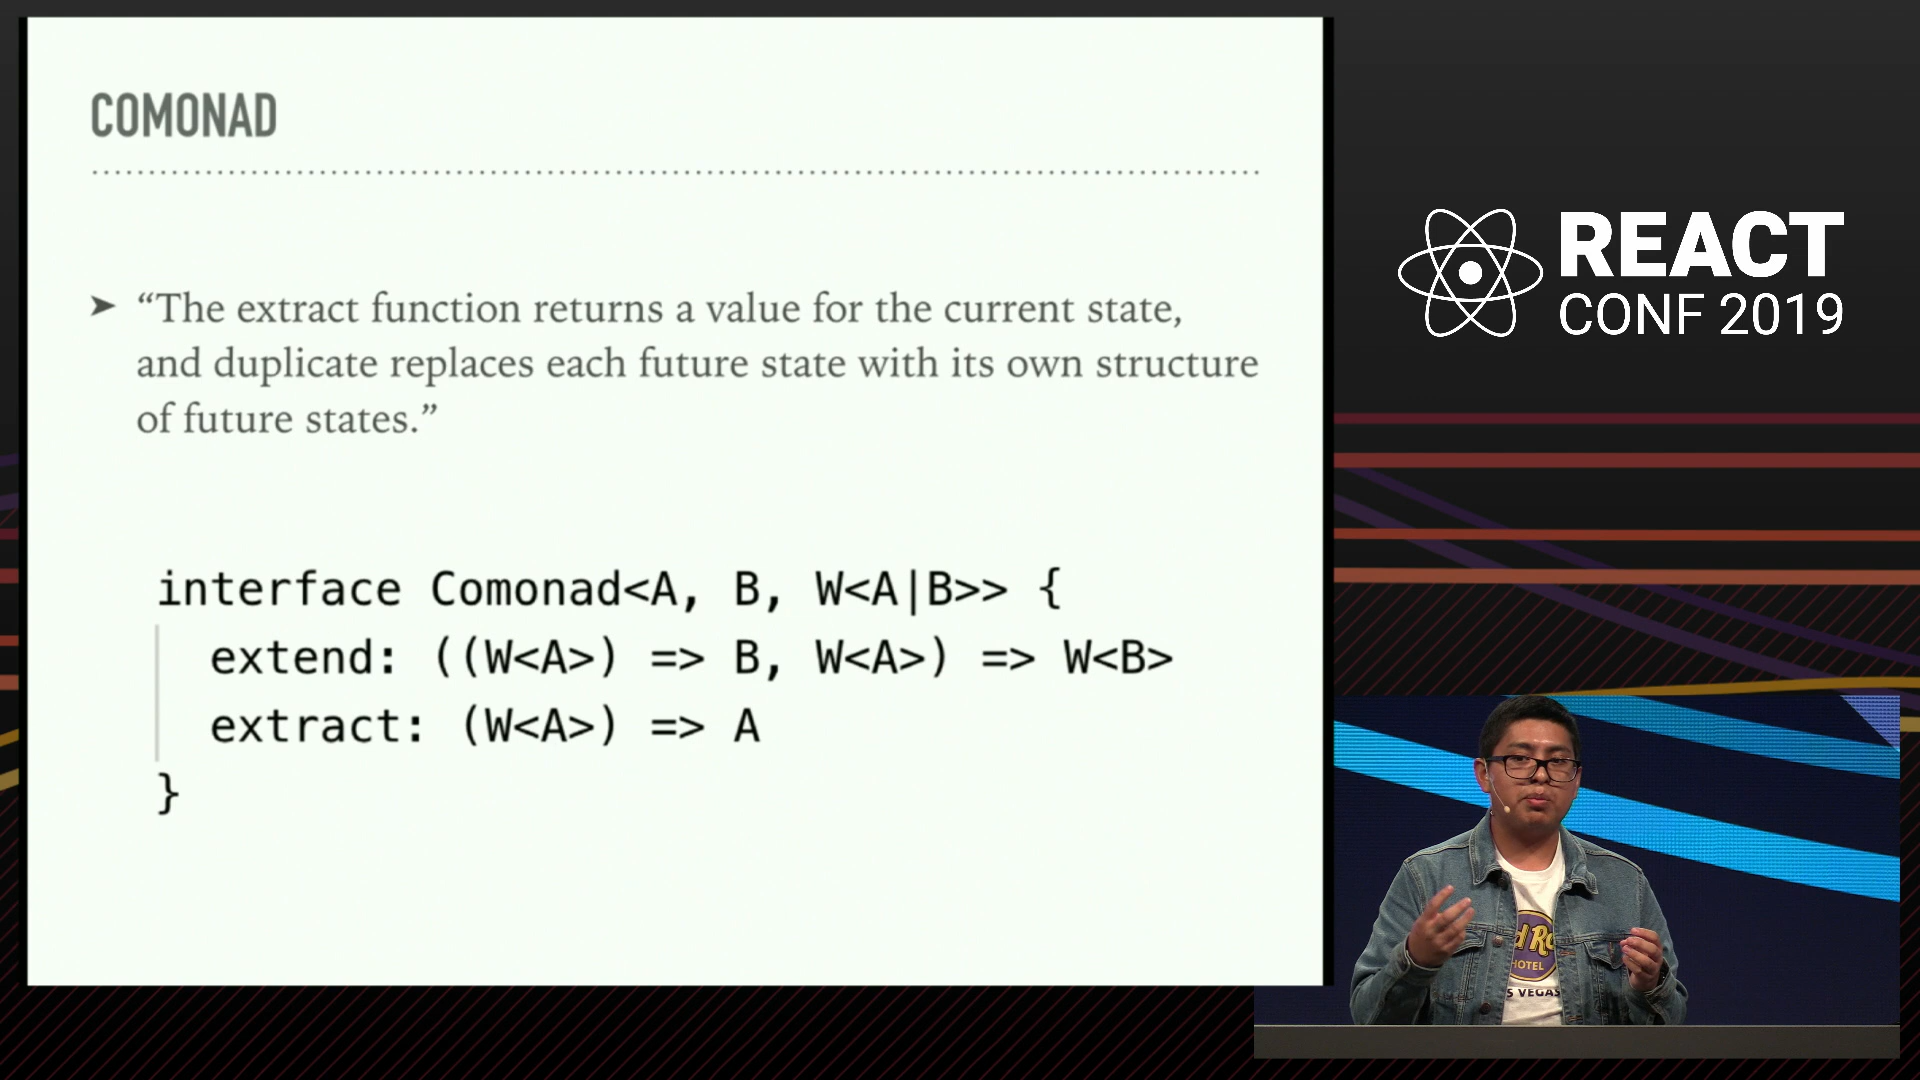 COMONAD
➤ “The extract function returns a value for the current state,
and duplicate replaces each future state with its own structure
of future states.”
interface Comonad<A, B, W<A|B>> {
extend: ((W<A>) => B, W<A>) => W<B>
extract: (W<A>) => A
}
REACT
CONF 2019
d Ro
HOTEL
S VEGAS